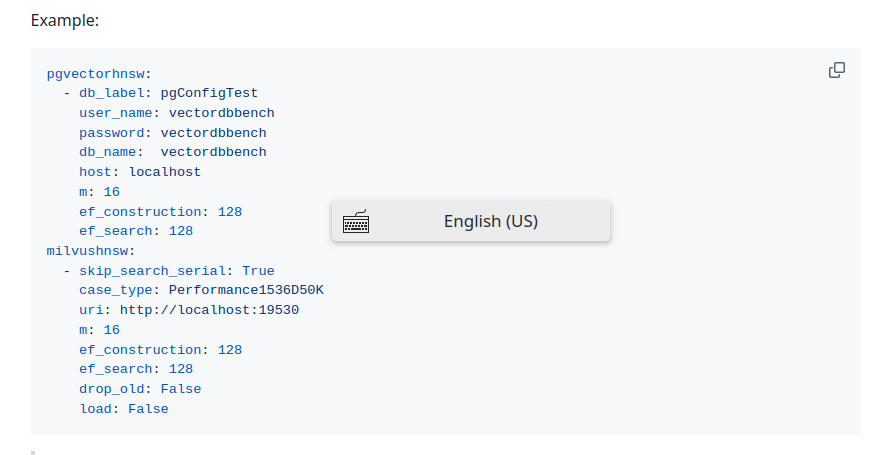 Example:
pgvectorhnsw:
  - db_label: pgConfigTest
    user_name: vectordbbench
    password: vectordbbench
    db_name:  vectordbbench
    host: localhost
    m: 16
    ef_construction: 128
    ef_search: 128
English (US)
milvushnsw:
  - skip_search_serial: True
    case_type: Performance1536D50K
    uri: http://localhost:19530
    m: 16
    ef_construction: 128
    ef_search: 128
    drop_old: False
    load: False